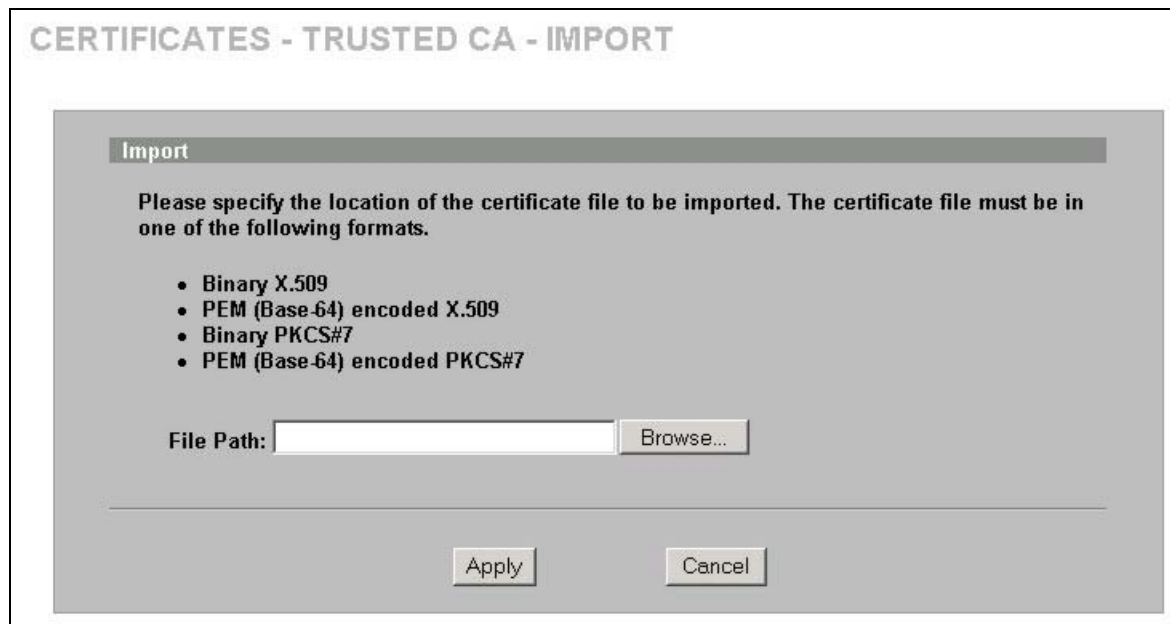 CERTIFICATES - TRUSTED CA - IMPORT
Import
Please specify the location of the certificate file to be imported. The certificate file must be in
one of the following formats.
• Binary X.509
• PEM (Base-64) encoded X.509
• Binary PKCS#7
• PEM (Base-64) encoded PKCS#7
File Path: Browse...
Apply Cancel